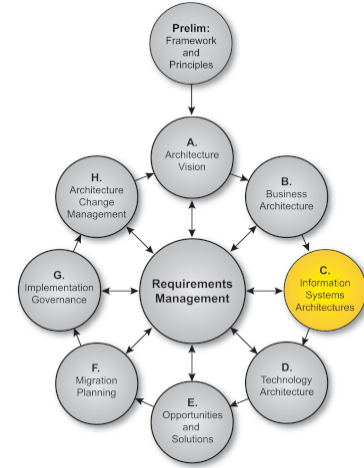 Prelim:
Framework
and
Principles
A.
Architecture
Vision
B.
Business
Architecture
C.
Information
Systems
Architectures
D.
Technology
Architecture
E.
Opportunities
and
Solutions
F.
Migration
Planning
G.
Implementation
Governance
H.
Architecture
Change
Management
Requirements
Management